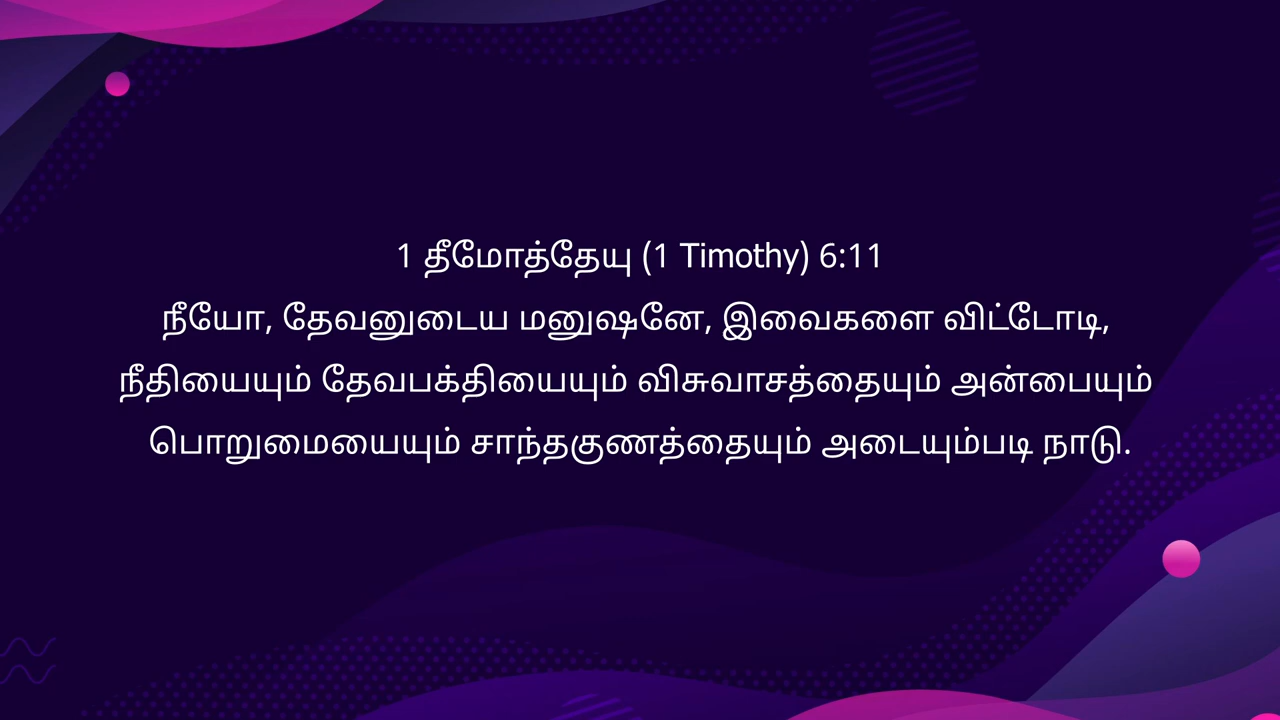 1 தீமோத்தேயு (1 Timothy) 6:11
நீயோ, தேவனுடைய மனுஷனே, இவைகளை விட்டோடி,
நீதியையும் தேவபக்தியையும் விசுவாசத்தையும் அன்பையும்
பொறுமையையும் சாந்தகுணத்தையும் அடையும்படி நாடு.